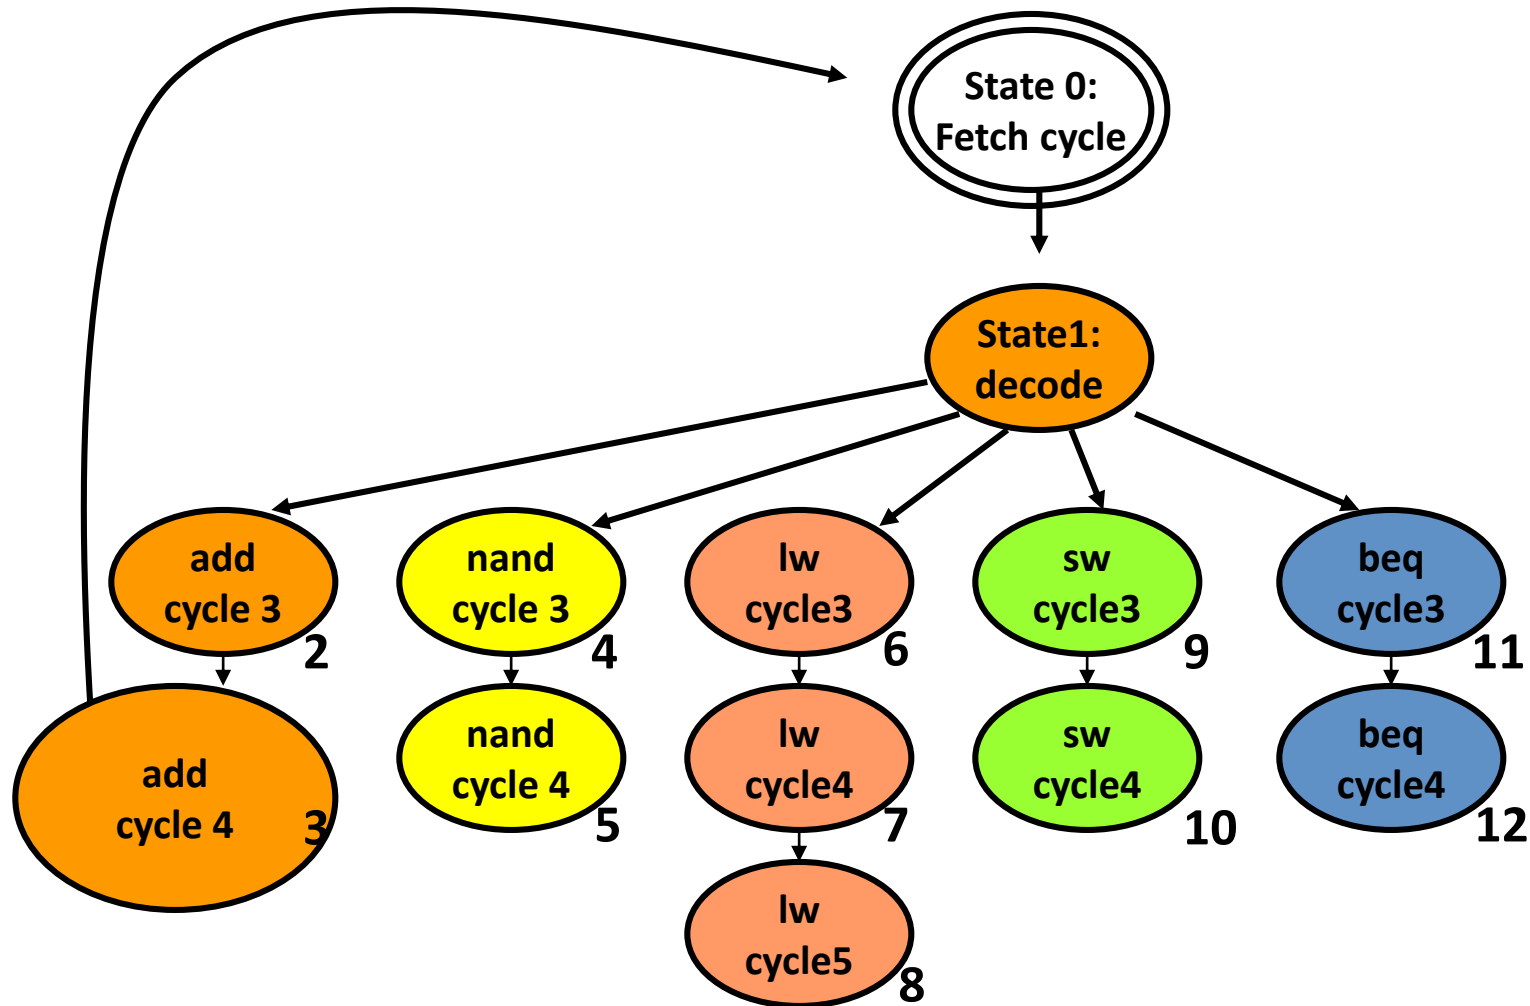 State 0:
Fetch cycle
State1:
decode
add
cycle 3
2
nand
cycle 3
4
lw
cycle3
6
sw
cycle3
9
beq
cycle3
11
add
cycle 4
3
nand
cycle 4
5
lw
cycle4
7
sw
cycle4
10
beq
cycle4
12
lw
cycle5
8